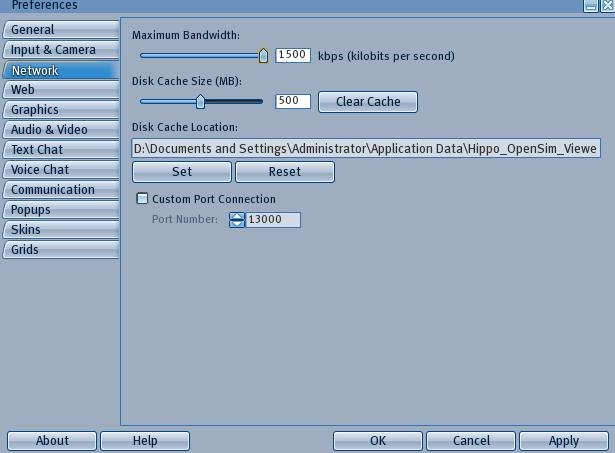 Preferences
General
Input & Camera
Network
Web
Graphics
Audio & Video
Text Chat
Voice Chat
Communication
Popups
Skins
Grids
Maximum Bandwidth:
1500 kbps (kilobits per second)
Disk Cache Size (MB):
500 Clear Cache
Disk Cache Location:
D:\Documents and Settings\Administrator\Application Data\Hippo_OpenSim_Viewe
Set Reset
Custom Port Connection
Port Number: 13000
About Help OK Cancel Apply